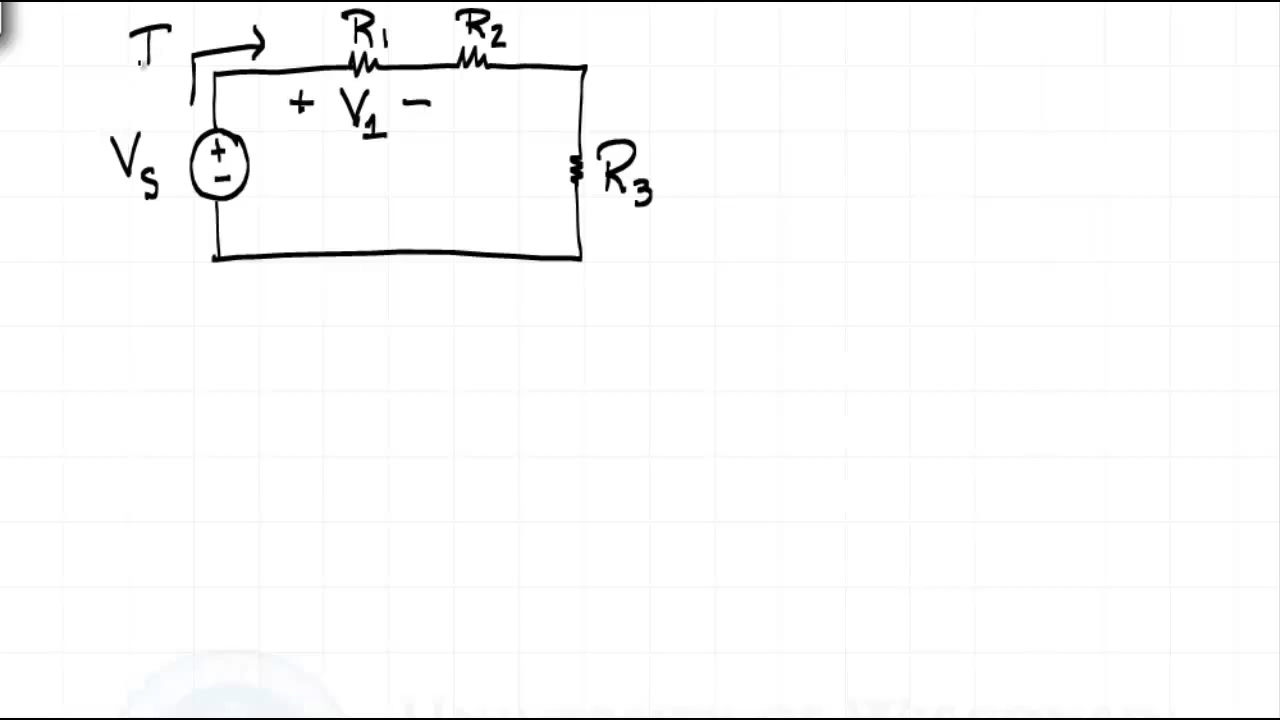 I
R1 R2
+ V1 −
Vs + −
R3